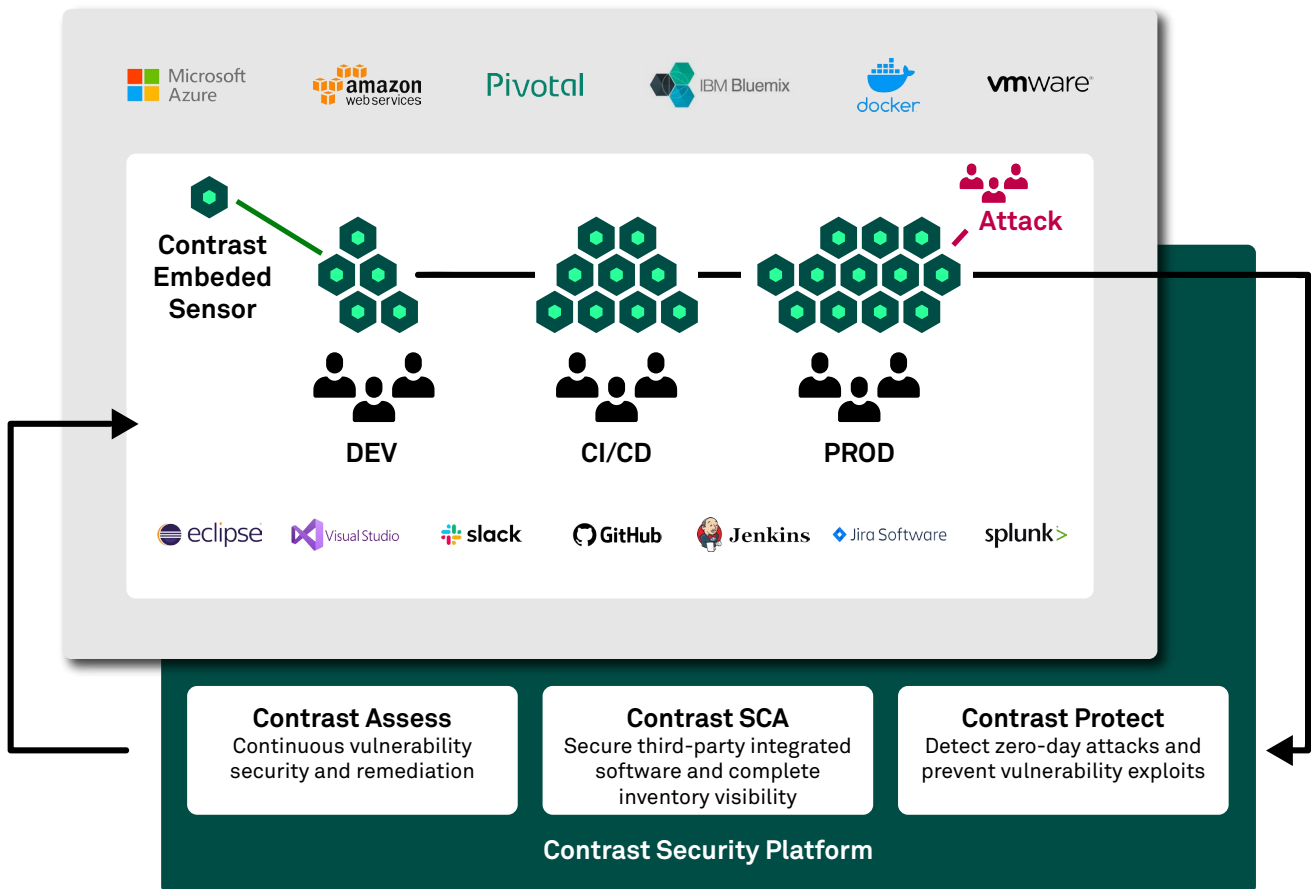 Microsoft
Azure
amazon
webservices
Pivotal
IBM Bluemix
docker
vmware®
Contrast
Embeded
Sensor
Attack
DEV
CI/CD
PROD
eclipse
Visual Studio
slack
GitHub
Jenkins
Jira Software
splunk>
Contrast Assess
Continuous vulnerability
security and remediation
Contrast SCA
Secure third-party integrated
software and complete
inventory visibility
Contrast Protect
Detect zero-day attacks and
prevent vulnerability exploits
Contrast Security Platform